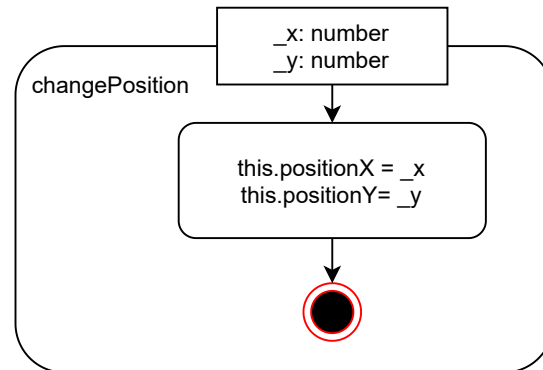 _x: number
_y: number
changePosition
this.positionX = _x
this.positionY= _y